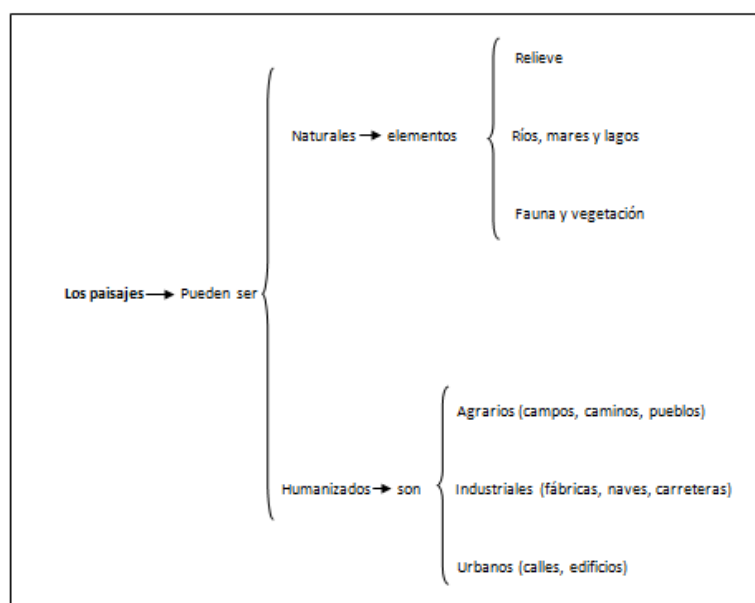 Relieve
Naturales → elementos
Ríos, mares y lagos
Fauna y vegetación
Los paisajes → Pueden ser
Agrarios (campos, caminos, pueblos)
Humanizados → son
Industriales (fábricas, naves, carreteras)
Urbanos (calles, edificios)